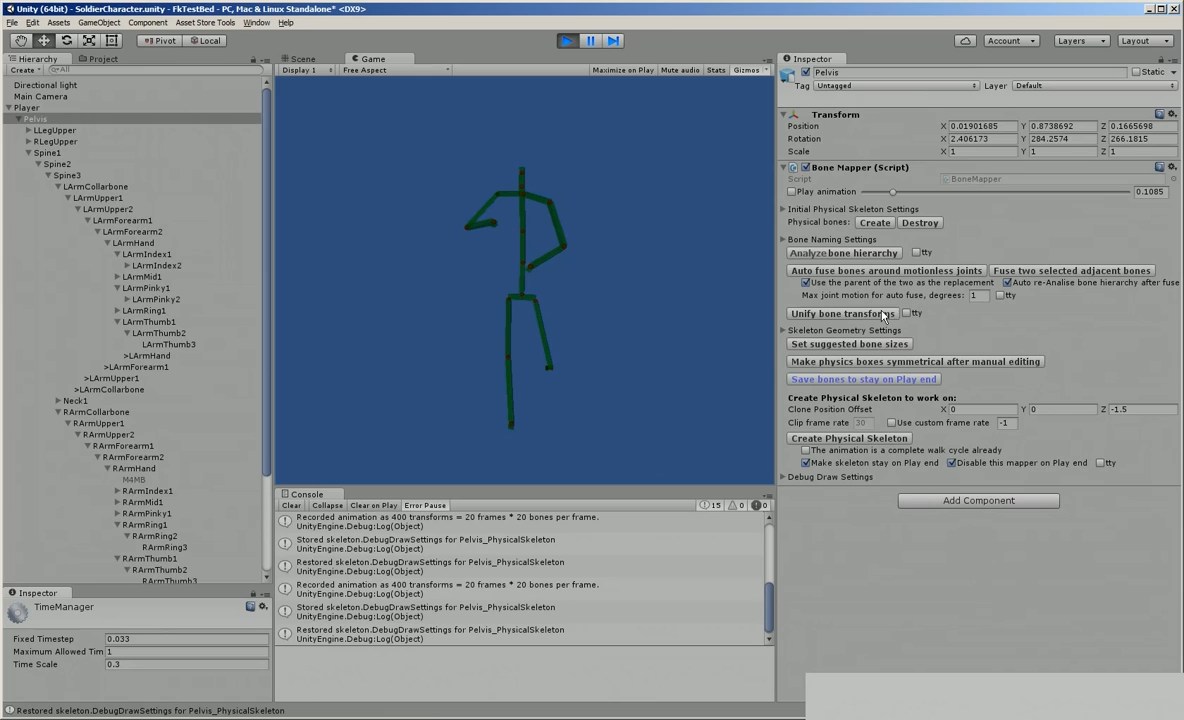 Unity (64bit) - SoldierCharacter.unity - FkTestBed - PC, Mac & Linux Standalone* <DX9>
File Edit Assets GameObject Component Asset Store Tools Window Help
Pivot Local Account Layers Layout
Hierarchy Project
Create All
Directional light
Main Camera
Player
Pelvis
LLegUpper
RLegUpper
Spine1
Spine2
Spine3
LArmCollarbone
LArmUpper1
LArmUpper2
LArmForearm1
LArmForearm2
LArmHand
LArmIndex1
>LArmIndex2
LArmMid1
LArmPinky1
>LArmPinky2
LArmRing1
LArmThumb1
LArmThumb2
LArmThumb3
>LArmHand
>LArmForearm1
>LArmUpper1
>LArmCollarbone
Neck1
RArmCollarbone
RArmUpper1
RArmUpper2
RArmForearm1
RArmForearm2
RArmHand
M4MB
RArmIndex1
RArmMid1
RArmPinky1
RArmRing1
RArmRing2
RArmRing3
RArmThumb1
RArmThumb2
RArmThumb3
Inspector
TimeManager
Fixed Timestep 0.033
Maximum Allowed Tim 1
Time Scale 0.3
Scene Game
Display 1 Free Aspect Maximize on Play Mute audio Stats Gizmos
Console
Clear Collapse Clear on Play Error Pause 15 0 0
Recorded animation as 400 transforms = 20 frames * 20 bones per frame.
UnityEngine.Debug:Log(Object)
Stored skeleton.DebugDrawSettings for Pelvis_PhysicalSkeleton
UnityEngine.Debug:Log(Object)
Restored skeleton.DebugDrawSettings for Pelvis_PhysicalSkeleton
UnityEngine.Debug:Log(Object)
Recorded animation as 400 transforms = 20 frames * 20 bones per frame.
UnityEngine.Debug:Log(Object)
Stored skeleton.DebugDrawSettings for Pelvis_PhysicalSkeleton
UnityEngine.Debug:Log(Object)
Restored skeleton.DebugDrawSettings for Pelvis_PhysicalSkeleton
UnityEngine.Debug:Log(Object)
Inspector
Pelvis Static
Tag Untagged Layer Default
Transform
Position X 0.01901685 Y 0.8738692 Z 0.1665698
Rotation X 2.406173 Y 284.2574 Z 266.1815
Scale X 1 Y 1 Z 1
Bone Mapper (Script)
Script BoneMapper
Play animation 0.1085
Initial Physical Skeleton Settings
Physical bones: Create Destroy
Bone Naming Settings
Analyze bone hierarchy tty
Auto fuse bones around motionless joints Fuse two selected adjacent bones
Use the parent of the two as the replacement Auto re-Analise bone hierarchy after fuse
Max joint motion for auto fuse, degrees: 1 tty
Unify bone transforms tty
Skeleton Geometry Settings
Set suggested bone sizes
Make physics boxes symmetrical after manual editing
Save bones to stay on Play end
Create Physical Skeleton to work on:
Clone Position Offset X 0 Y 0 Z -1.5
Clip frame rate 30 Use custom frame rate -1
Create Physical Skeleton
The animation is a complete walk cycle already
Make skeleton stay on Play end Disable this mapper on Play end tty
Debug Draw Settings
Add Component
Restored skeleton.DebugDrawSettings for Pelvis_PhysicalSkeleton